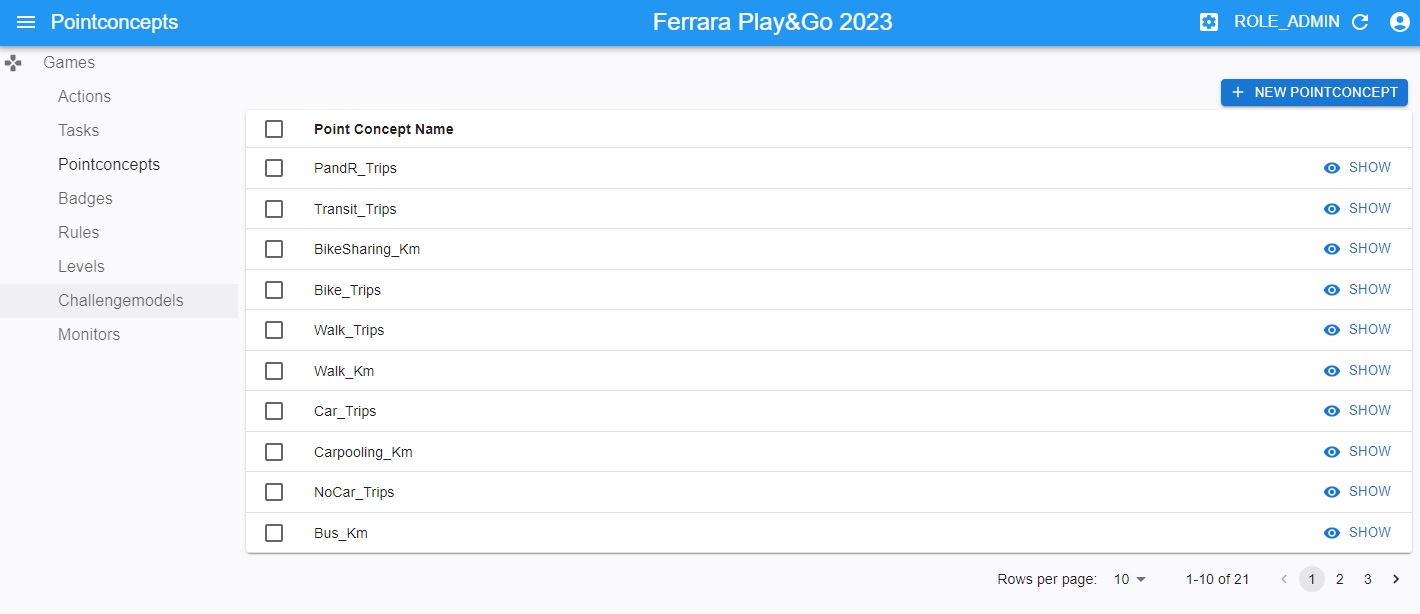 Pointconcepts Ferrara Play&Go 2023 ROLE_ADMIN
Games
Actions
Tasks
Pointconcepts
Badges
Rules
Levels
Challengemodels
Monitors
+ NEW POINTCONCEPT
Point Concept Name
PandR_Trips SHOW
Transit_Trips SHOW
BikeSharing_Km SHOW
Bike_Trips SHOW
Walk_Trips SHOW
Walk_Km SHOW
Car_Trips SHOW
Carpooling_Km SHOW
NoCar_Trips SHOW
Bus_Km SHOW
Rows per page: 10 1-10 of 21 1 2 3